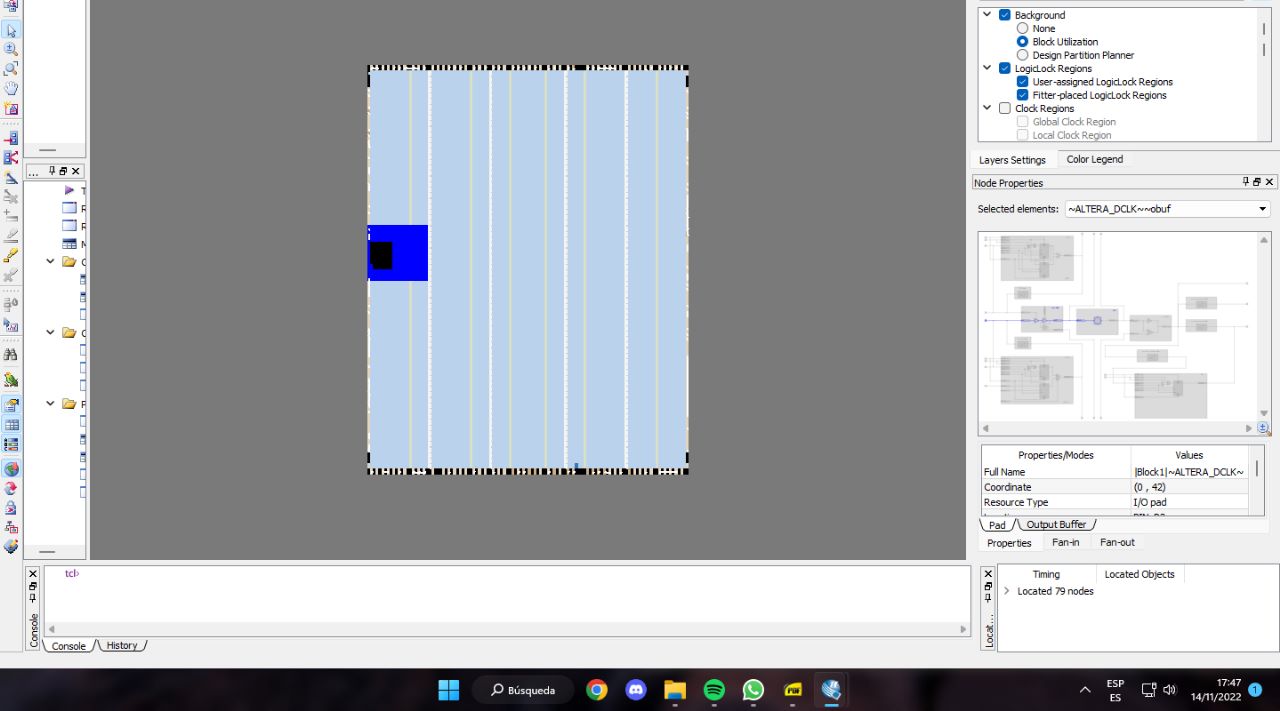 Background
None
Block Utilization
Design Partition Planner
LogicLock Regions
User-assigned LogicLock Regions
Fitter-placed LogicLock Regions
Clock Regions
Global Clock Region
Local Clock Region
Layers Settings
Color Legend
Node Properties
Selected elements:
~ALTERA_DCLK~~obuf
...
Properties/Modes
Values
Full Name
|Block1|~ALTERA_DCLK~
Coordinate
(0 , 42)
Resource Type
I/O pad
Pad
Output Buffer
Properties
Fan-in
Fan-out
tcl>
Console
Console
History
Locat...
Timing
Located Objects
Located 79 nodes
Búsqueda
PDF
ESP
ES
17:47
14/11/2022
1